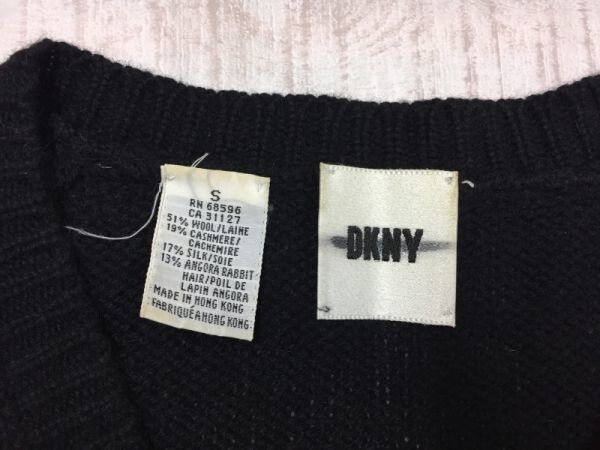 S
RN 68596
CA 31127
51% WOOL/LAINE
19% CASHMERE/
CACHEMIRE
17% SILK/SOIE
13% ANGORA RABBIT
HAIR/POIL DE
LAPIN ANGORA
MADE IN HONG KONG
FABRIQUÉ A HONG KONG
DKNY